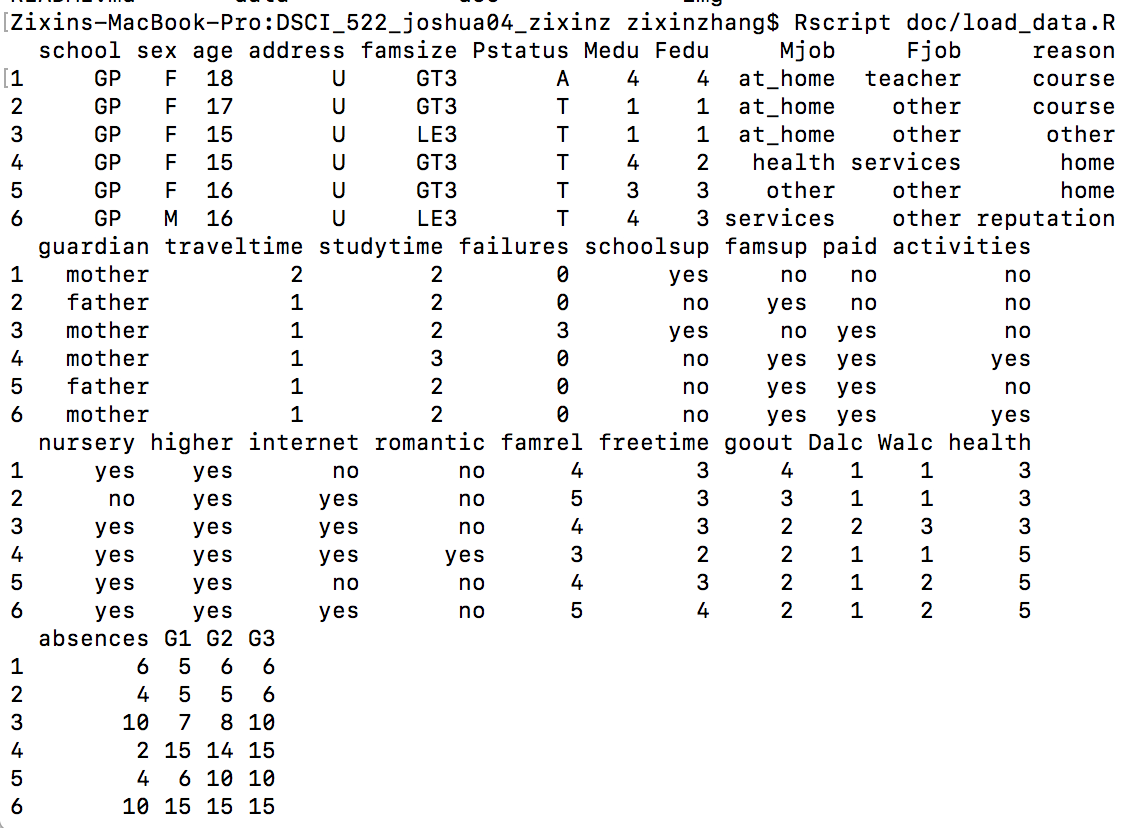 [Zixins-MacBook-Pro:DSCI_522_joshua04_zixinz zixinzhang$ Rscript doc/load_data.R
school sex age address famsize Pstatus Medu Fedu Mjob Fjob reason
[1 GP F 18 U GT3 A 4 4 at_home teacher course
2 GP F 17 U GT3 T 1 1 at_home other course
3 GP F 15 U LE3 T 1 1 at_home other other
4 GP F 15 U GT3 T 4 2 health services home
5 GP F 16 U GT3 T 3 3 other other home
6 GP M 16 U LE3 T 4 3 services other reputation
guardian traveltime studytime failures schoolsup famsup paid activities
1 mother 2 2 0 yes no no no
2 father 1 2 0 no yes no no
3 mother 1 2 3 yes no yes no
4 mother 1 3 0 no yes yes yes
5 father 1 2 0 no yes yes no
6 mother 1 2 0 no yes yes yes
nursery higher internet romantic famrel freetime goout Dalc Walc health
1 yes yes no no 4 3 4 1 1 3
2 no yes yes no 5 3 3 1 1 3
3 yes yes yes no 4 3 2 2 3 3
4 yes yes yes yes 3 2 2 1 1 5
5 yes yes no no 4 3 2 1 2 5
6 yes yes yes no 5 4 2 1 2 5
absences G1 G2 G3
1 6 5 6 6
2 4 5 5 6
3 10 7 8 10
4 2 15 14 15
5 4 6 10 10
6 10 15 15 15